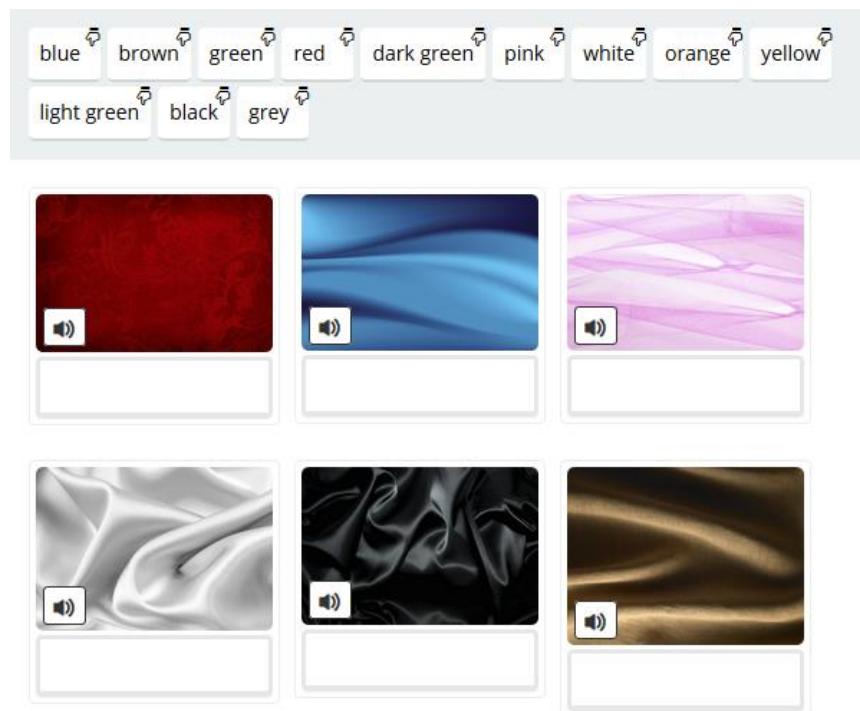 blue brown green red dark green pink white orange yellow
light green black grey